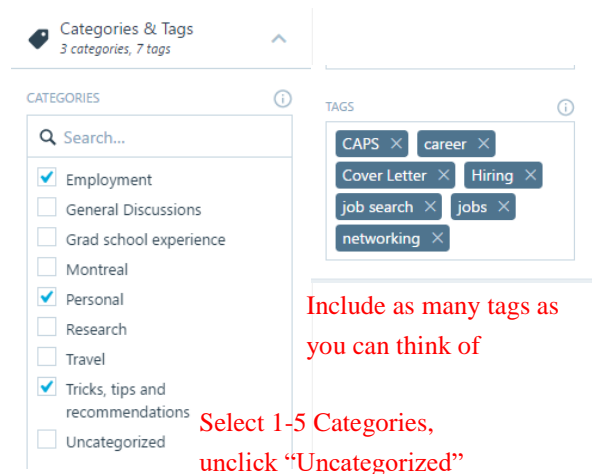 Categories & Tags
3 categories, 7 tags
CATEGORIES
Search...
Employment
General Discussions
Grad school experience
Montreal
Personal
Research
Travel
Tricks, tips and
recommendations
Uncategorized
TAGS
CAPS × career ×
Cover Letter × Hiring ×
job search × jobs ×
networking ×
Include as many tags as
you can think of
Select 1-5 Categories,
unclick “Uncategorized”